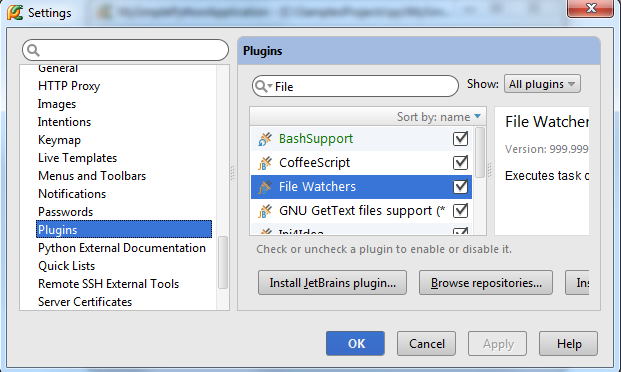 Settings
General
HTTP Proxy
Images
Intentions
Keymap
Live Templates
Menus and Toolbars
Notifications
Passwords
Plugins
Python External Documentation
Quick Lists
Remote SSH External Tools
Server Certificates
Plugins
File
Show: All plugins
Sort by: name
BashSupport
CoffeeScript
File Watchers
GNU GetText files support (*
Ini4Idea
File Watchers
Version: 999.999
Executes task c
Check or uncheck a plugin to enable or disable it.
Install JetBrains plugin...
Browse repositories...
Ins
OK
Cancel
Apply
Help